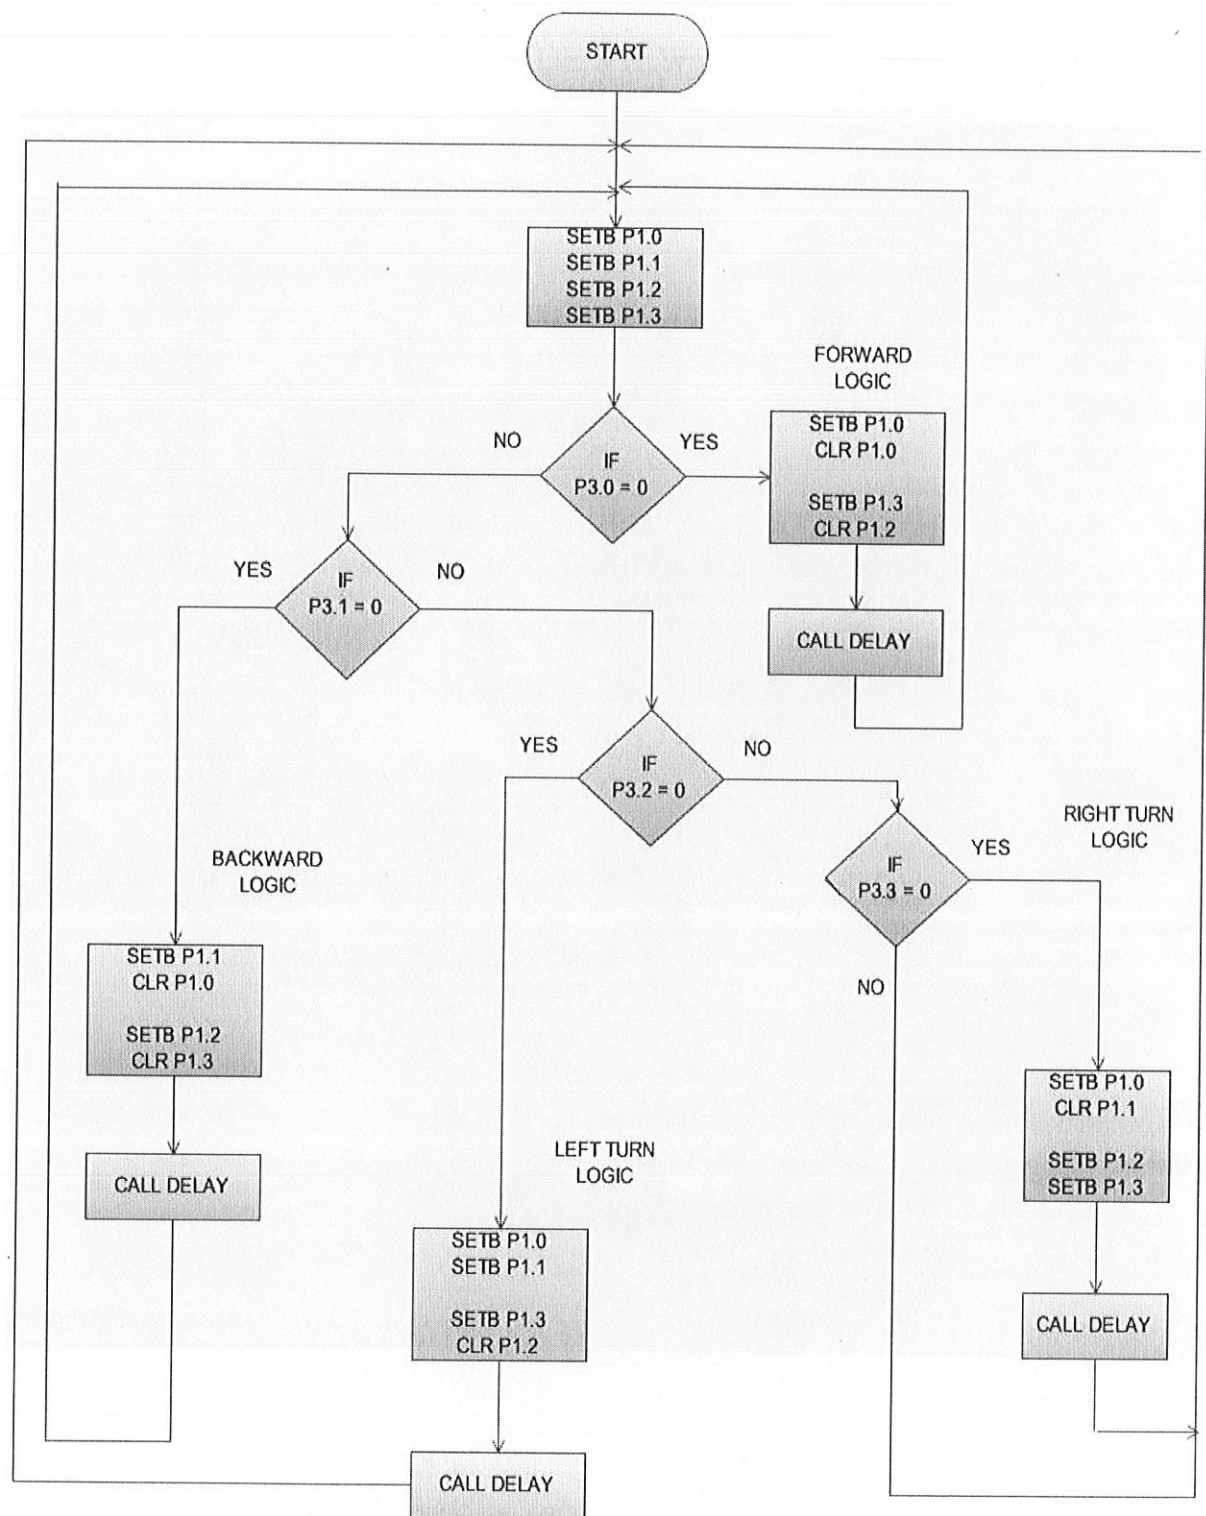 START
SETB P1.0
SETB P1.1
SETB P1.2
SETB P1.3
FORWARD
LOGIC
NO
YES
IF
P3.0 = 0
SETB P1.0
CLR P1.0
SETB P1.3
CLR P1.2
YES
NO
IF
P3.1 = 0
CALL DELAY
YES
NO
IF
P3.2 = 0
RIGHT TURN
LOGIC
YES
IF
P3.3 = 0
NO
BACKWARD
LOGIC
SETB P1.1
CLR P1.0
SETB P1.2
CLR P1.3
CALL DELAY
LEFT TURN
LOGIC
SETB P1.0
SETB P1.1
SETB P1.3
CLR P1.2
CALL DELAY
SETB P1.0
CLR P1.1
SETB P1.2
SETB P1.3
CALL DELAY